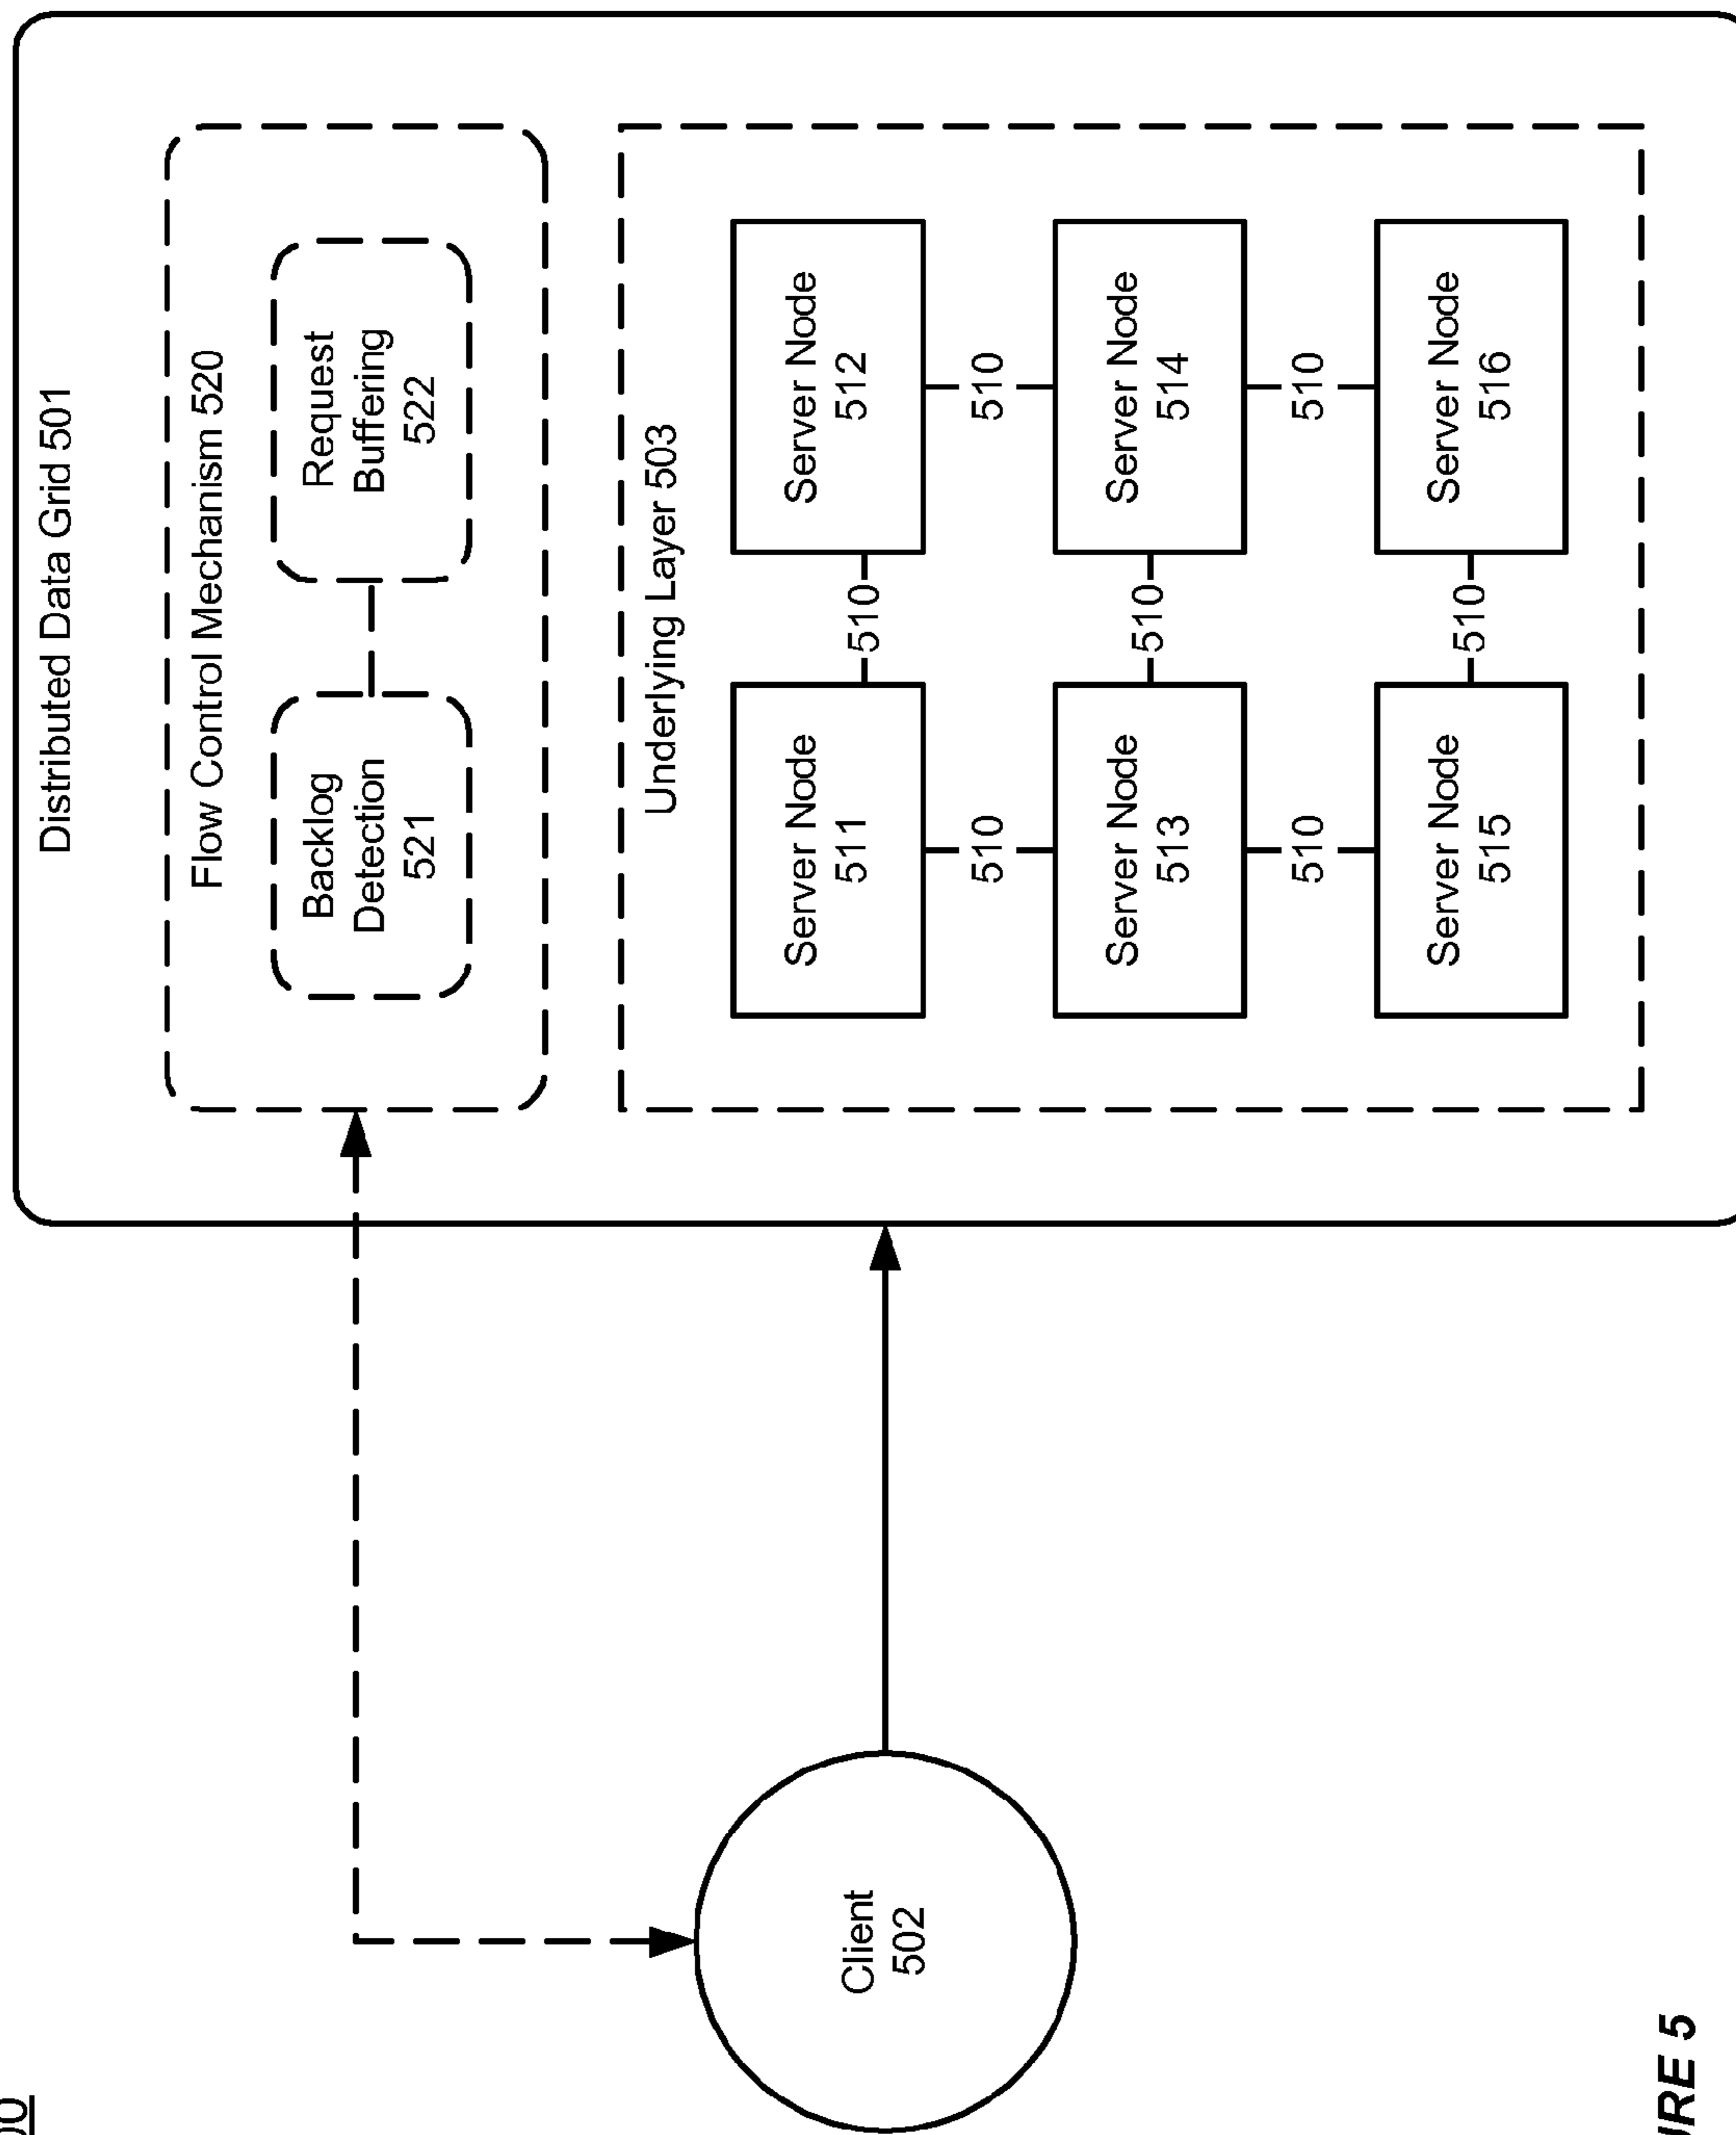 Distributed Data Grid 501
Flow Control Mechanism 520
Backlog
Detection
521
Request
Buffering
522
Underlying Layer 503
Server Node
511
510
Server Node
512
510
510
Server Node
513
510
Server Node
514
510
510
Server Node
515
510
Server Node
516
Client
502
URE 5